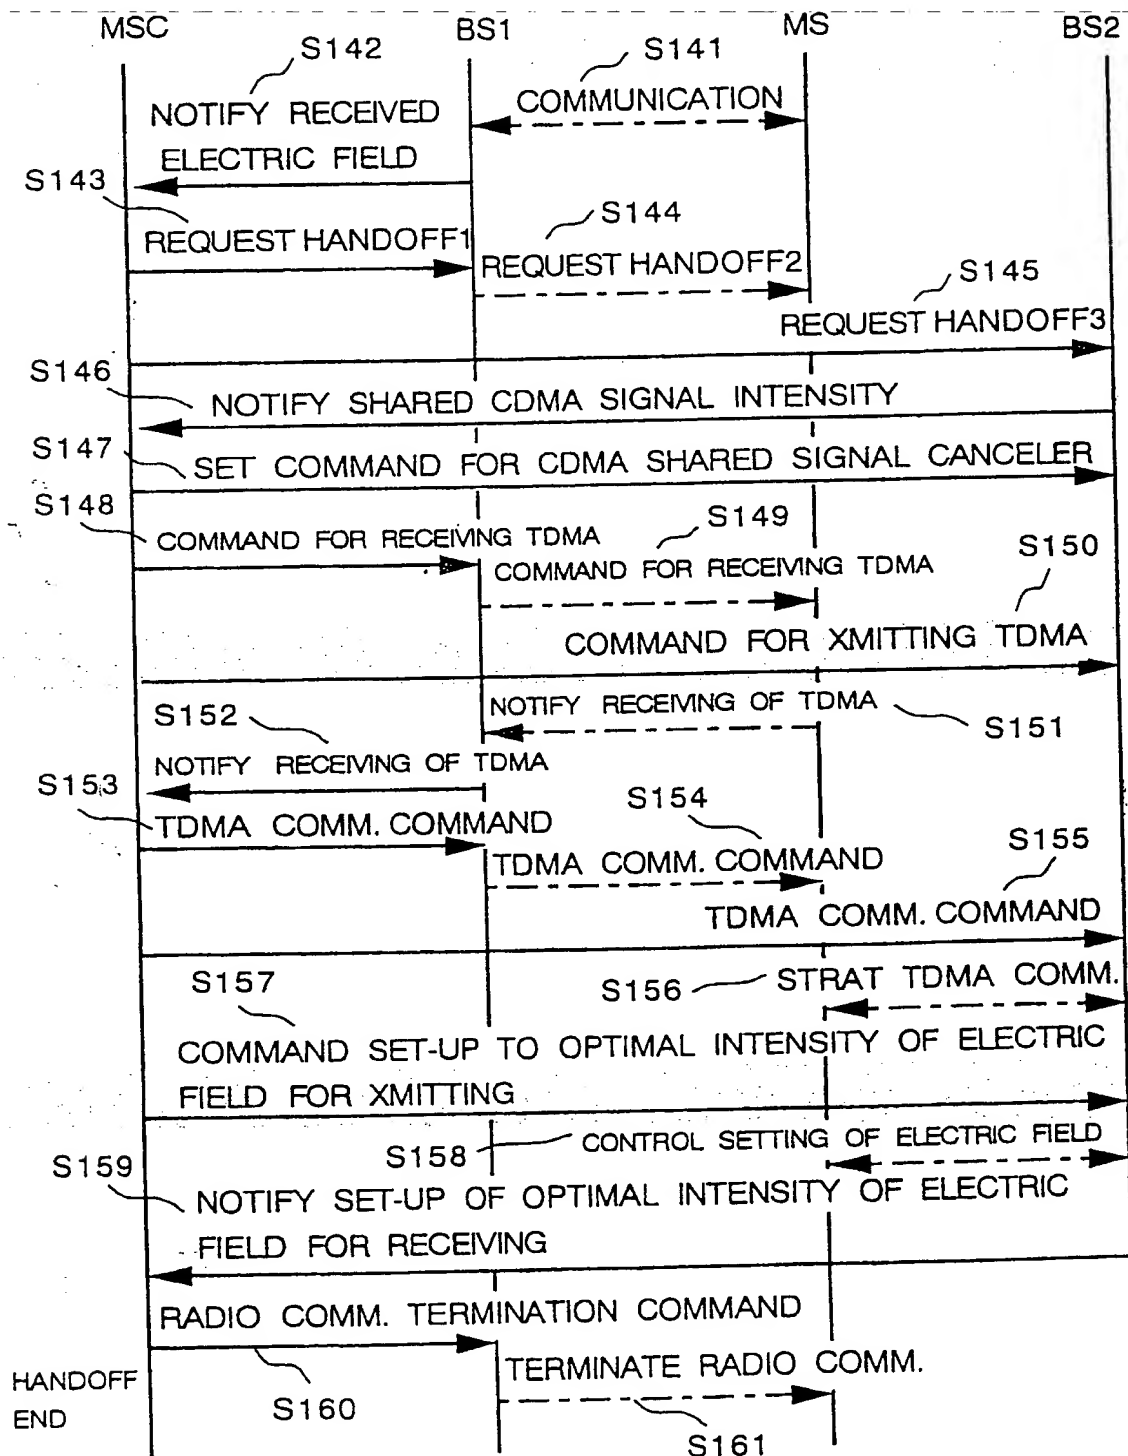 MSC BS1 MS BS2
S142 S141
COMMUNICATION
NOTIFY RECEIVED
ELECTRIC FIELD
S143
S144
REQUEST HANDOFF1
REQUEST HANDOFF2
S145
REQUEST HANDOFF3
S146
NOTIFY SHARED CDMA SIGNAL INTENSITY
S147
SET COMMAND FOR CDMA SHARED SIGNAL CANCELER
S148
S149
COMMAND FOR RECEIVING TDMA
S150
COMMAND FOR RECEIVING TDMA
COMMAND FOR XMITTING TDMA
NOTIFY RECEIVING OF TDMA
S152
S151
NOTIFY RECEIVING OF TDMA
S153
S154
TDMA COMM. COMMAND
S155
TDMA COMM. COMMAND
TDMA COMM. COMMAND
S157
S156
STRAT TDMA COMM.
COMMAND SET-UP TO OPTIMAL INTENSITY OF ELECTRIC
FIELD FOR XMITTING
S158
CONTROL SETTING OF ELECTRIC FIELD
S159
NOTIFY SET-UP OF OPTIMAL INTENSITY OF ELECTRIC
FIELD FOR RECEIVING
RADIO COMM. TERMINATION COMMAND
TERMINATE RADIO COMM.
HANDOFF
END
S160
S161